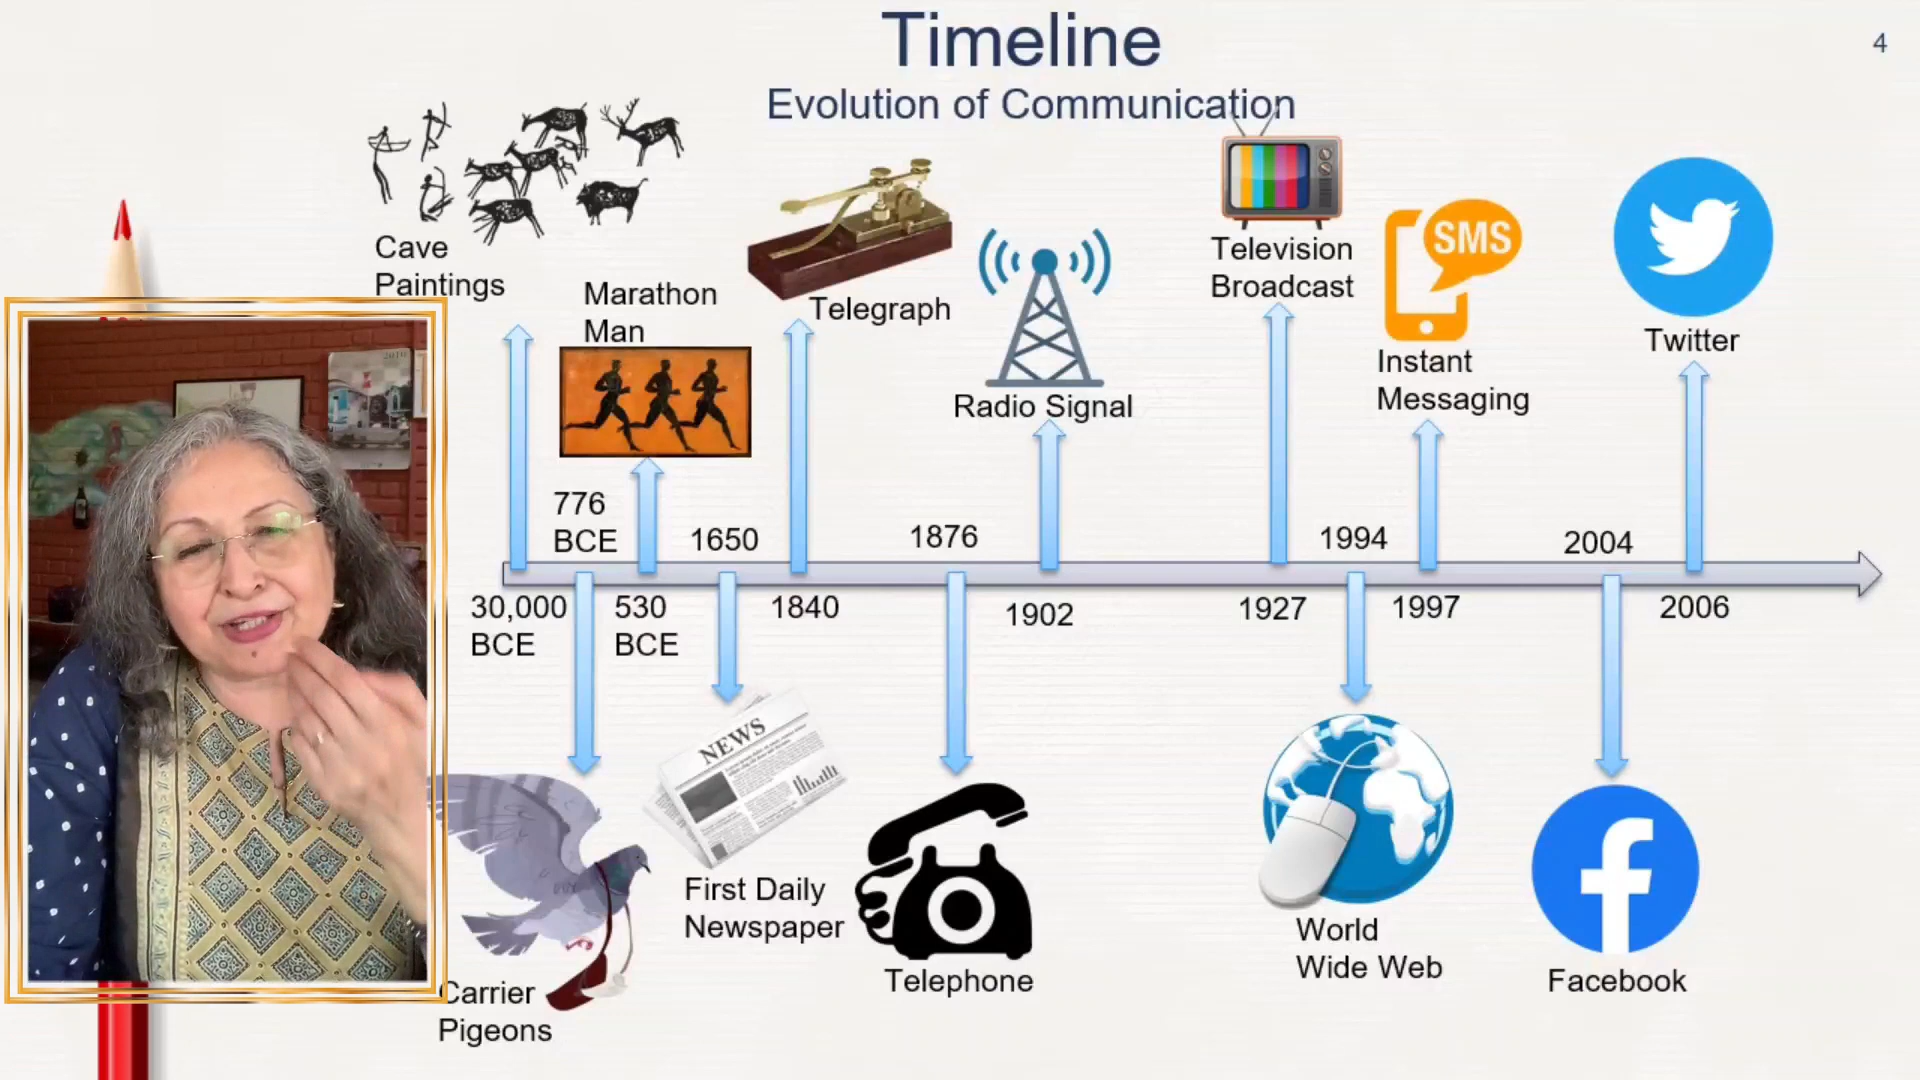 Timeline
4
Evolution of Communication
Cave
Paintings
Marathon
Man
Telegraph
Radio Signal
Television
Broadcast
SMS
Instant
Messaging
Twitter
776
BCE
1650
1876
1994
2004
30,000
BCE
530
BCE
1840
1902
1927
1997
2006
NEWS
First Daily
Newspaper
Carrier
Pigeons
Telephone
World
Wide Web
f
Facebook